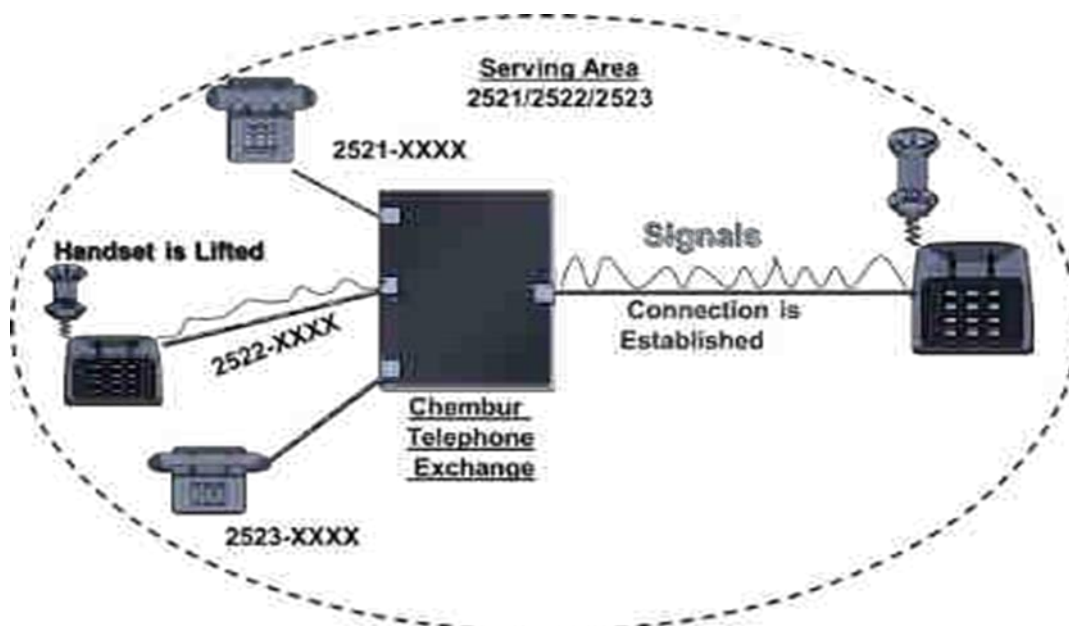 Serving Area
2521/2522/2523
2521-XXXX
Handset is Lifted
Signals
2522-XXXX
Connection is
Established
Chembur
Telephone
Exchange
2523-XXXX